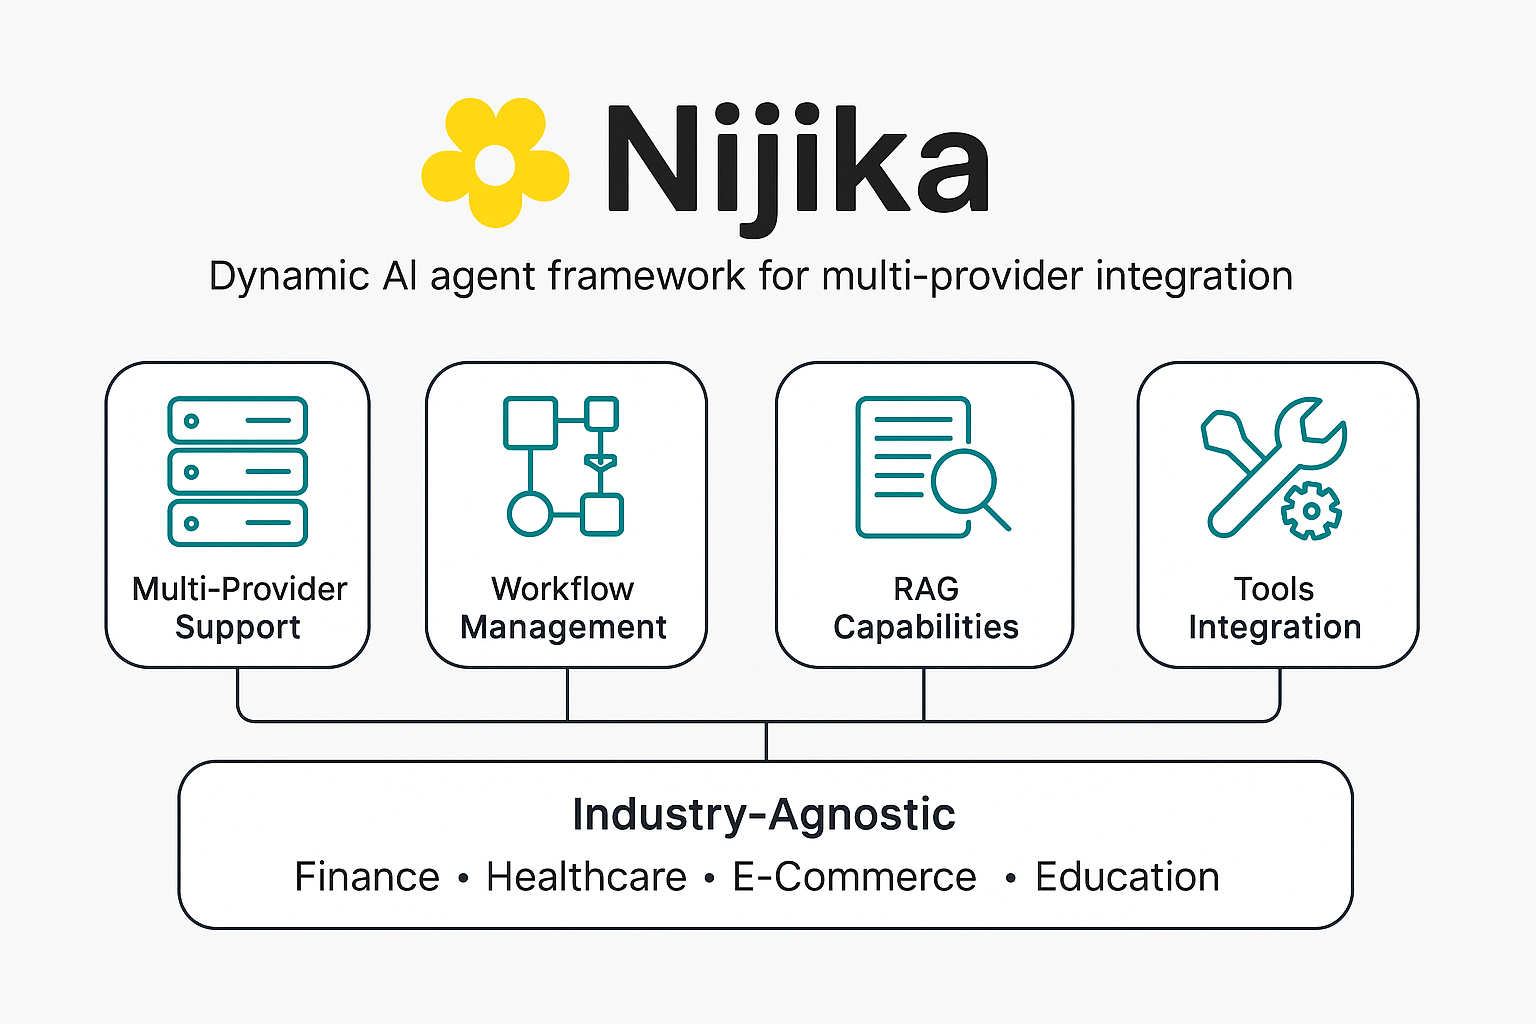 Nijika
Dynamic AI agent framework for multi-provider integration
Multi-Provider
Support
Workflow
Management
RAG
Capabilities
Tools
Integration
Industry-Agnostic
Finance • Healthcare • E-Commerce • Education